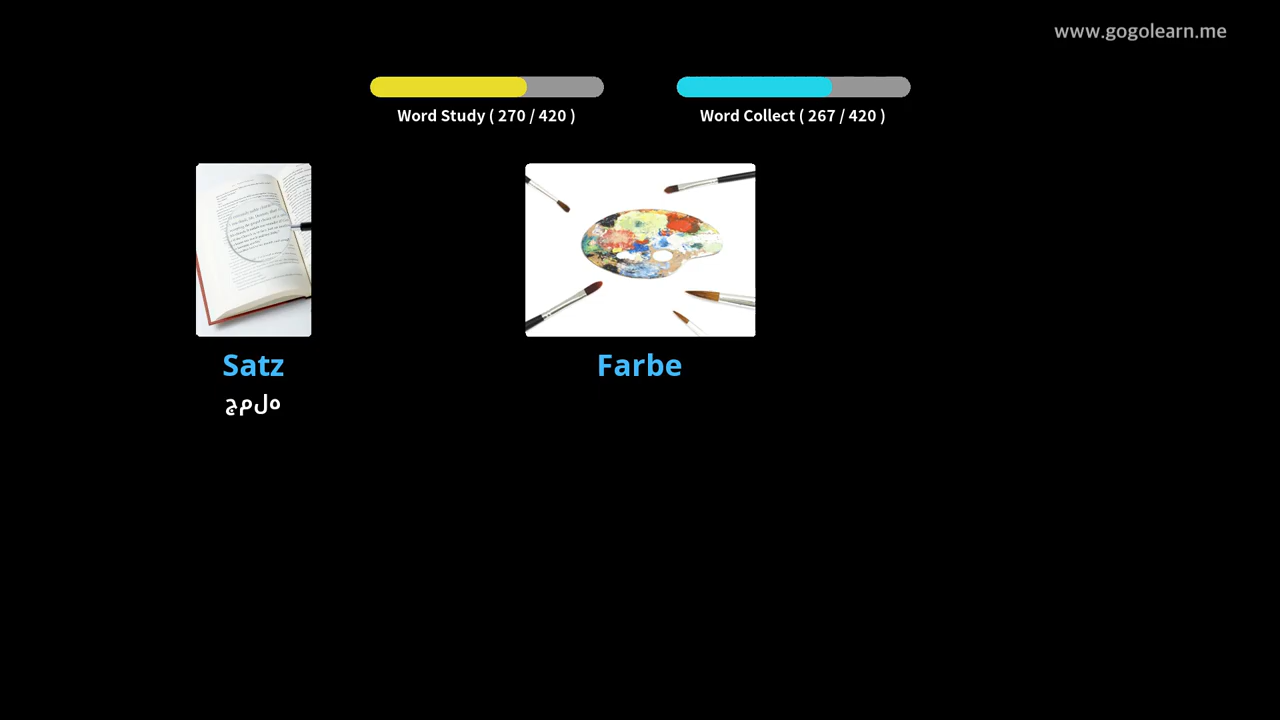 www.gogolearn.me
Word Study ( 270 / 420 )
Word Collect ( 267 / 420 )
Satz
Farbe
جمله